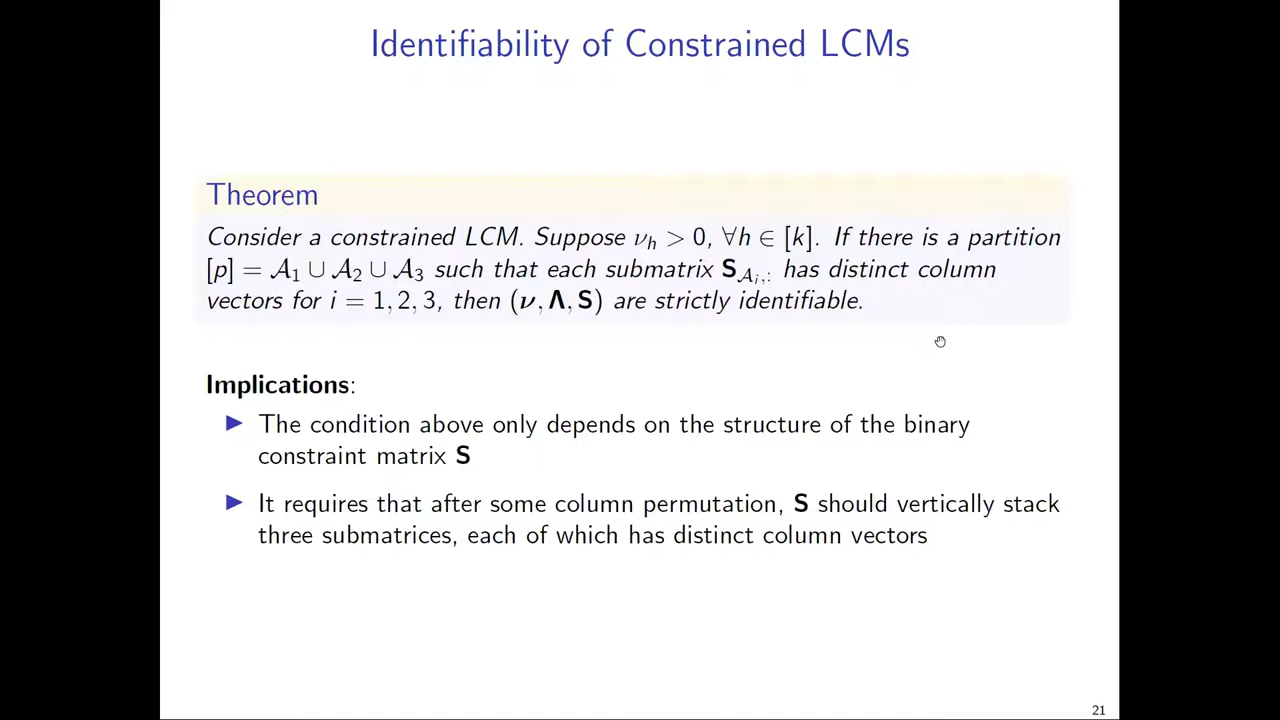 Identifiability of Constrained LCMs
Theorem
Consider a constrained LCM. Suppose νₕ > 0, ∀h ∈ [k]. If there is a partition
[p] = 𝒜₁ ∪ 𝒜₂ ∪ 𝒜₃ such that each submatrix S_{𝒜ᵢ,:} has distinct column
vectors for i = 1, 2, 3, then (ν, Λ, S) are strictly identifiable.
Implications:
▶ The condition above only depends on the structure of the binary
constraint matrix S
▶ It requires that after some column permutation, S should vertically stack
three submatrices, each of which has distinct column vectors
21